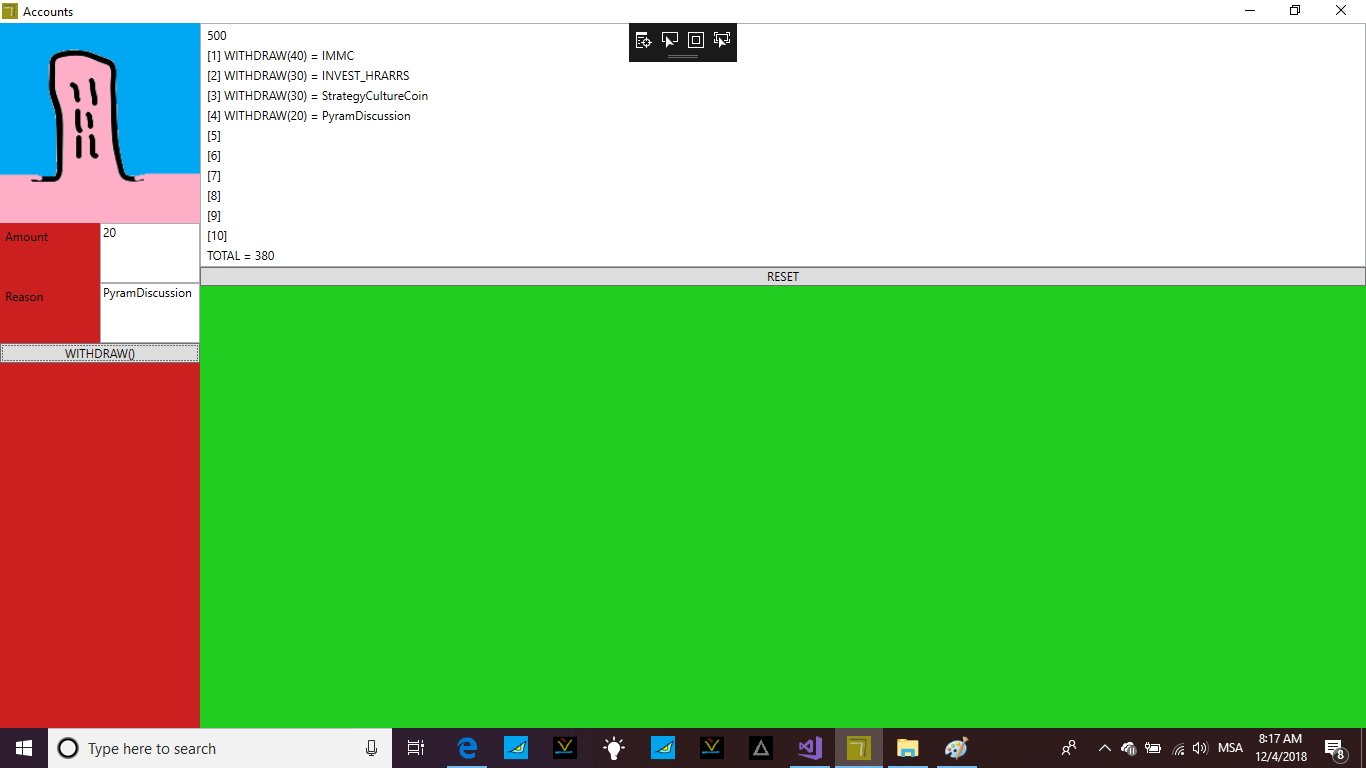 Accounts
500
[1] WITHDRAW(40) = IMMC
[2] WITHDRAW(30) = INVEST_HRARRS
[3] WITHDRAW(30) = StrategyCultureCoin
[4] WITHDRAW(20) = PyramDiscussion
[5]
[6]
[7]
[8]
[9]
[10]
TOTAL = 380
RESET
Amount
20
Reason
PyramDiscussion
WITHDRAW()
Type here to search
MSA
8:17 AM
12/4/2018
8